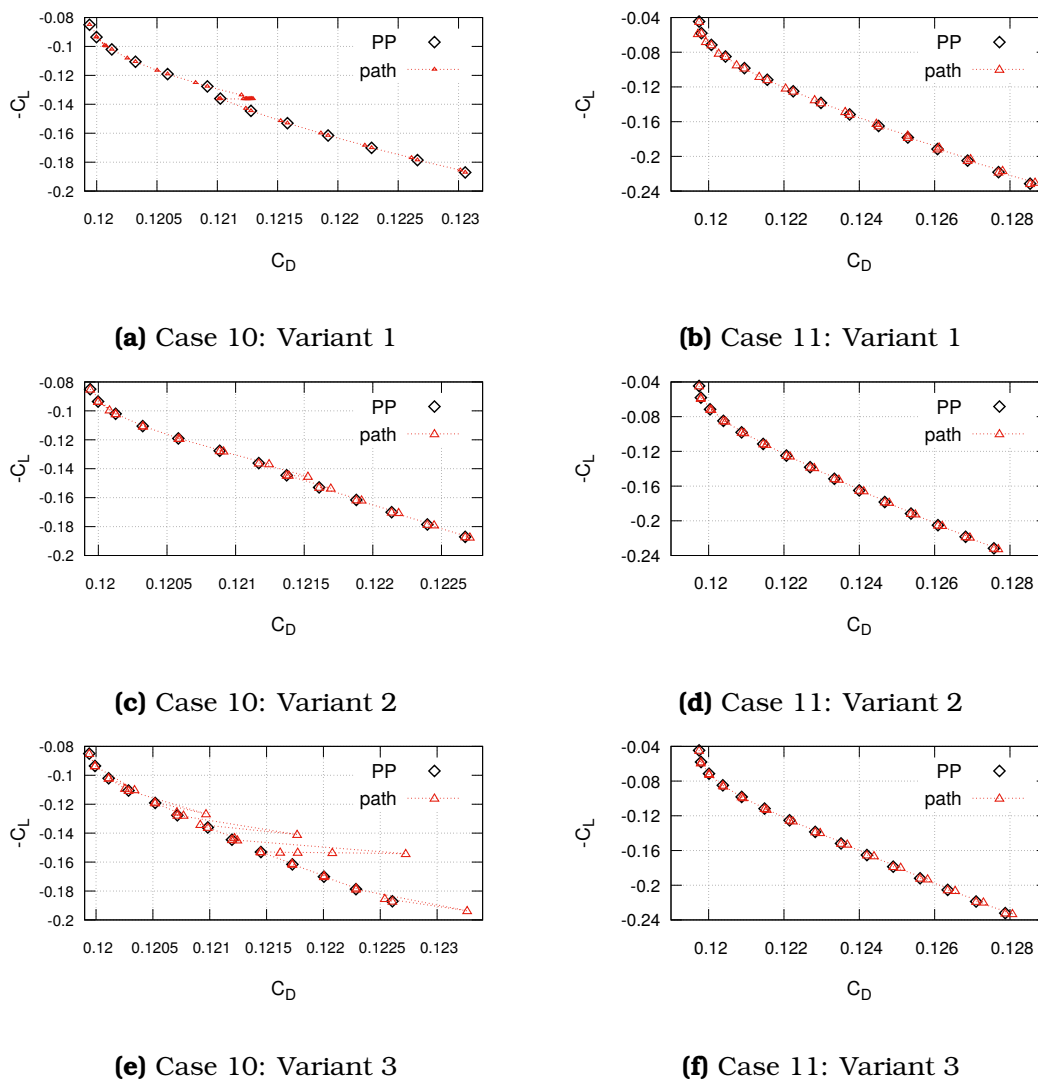 -0.08
-0.1
-0.12
-0.14
-0.16
-0.18
-0.2
0.12 0.1205 0.121 0.1215 0.122 0.1225 0.123
-C_L
C_D
PP
path
(a) Case 10: Variant 1
-0.04
-0.08
-0.12
-0.16
-0.2
-0.24
0.12 0.122 0.124 0.126 0.128
-C_L
C_D
PP
path
(b) Case 11: Variant 1
-0.08
-0.1
-0.12
-0.14
-0.16
-0.18
-0.2
0.12 0.1205 0.121 0.1215 0.122 0.1225
-C_L
C_D
PP
path
(c) Case 10: Variant 2
-0.04
-0.08
-0.12
-0.16
-0.2
-0.24
0.12 0.122 0.124 0.126 0.128
-C_L
C_D
PP
path
(d) Case 11: Variant 2
-0.08
-0.1
-0.12
-0.14
-0.16
-0.18
-0.2
0.12 0.1205 0.121 0.1215 0.122 0.1225 0.123
-C_L
C_D
PP
path
(e) Case 10: Variant 3
-0.04
-0.08
-0.12
-0.16
-0.2
-0.24
0.12 0.122 0.124 0.126 0.128
-C_L
C_D
PP
path
(f) Case 11: Variant 3